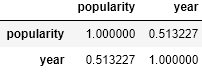 popularity year
popularity 1.000000 0.513227
year 0.513227 1.000000